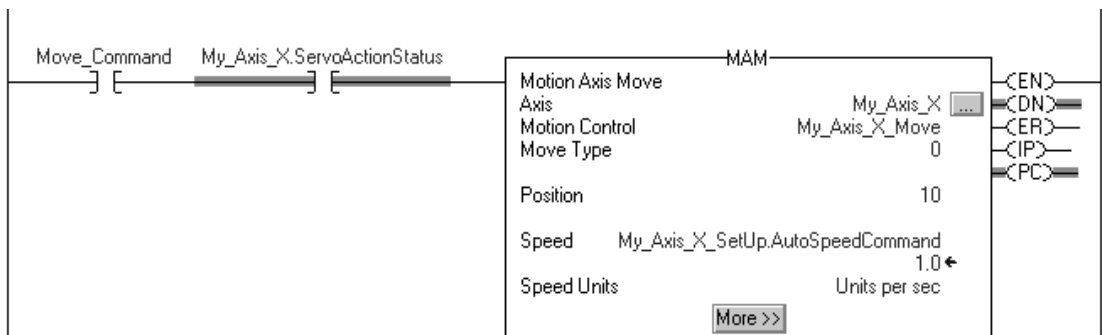 Move_Command My_Axis_X.ServoActionStatus
MAM
Motion Axis Move
Axis My_Axis_X ...
Motion Control My_Axis_X_Move
Move Type 0
Position 10
Speed My_Axis_X_SetUp.AutoSpeedCommand
1.0
Speed Units Units per sec
More >>
EN
DN
ER
IP
PC